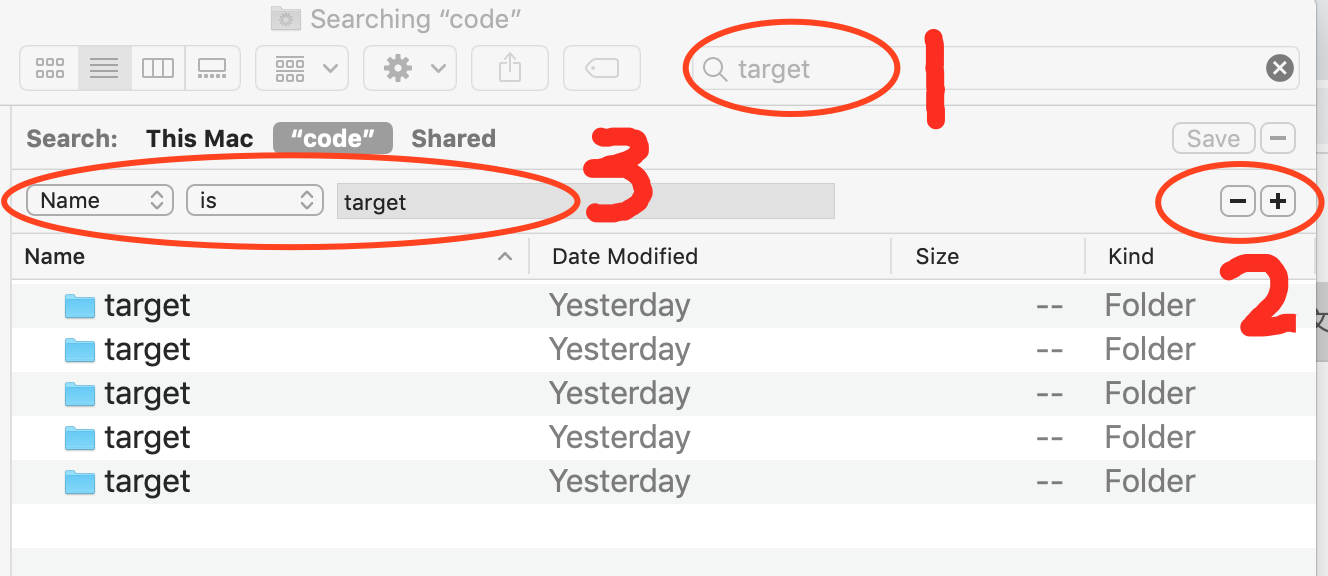 Searching “code”
target
1
Search: This Mac “code” Shared Save
3
Name is target
Name Date Modified Size Kind
2
target Yesterday -- Folder
target Yesterday -- Folder
target Yesterday -- Folder
target Yesterday -- Folder
target Yesterday -- Folder